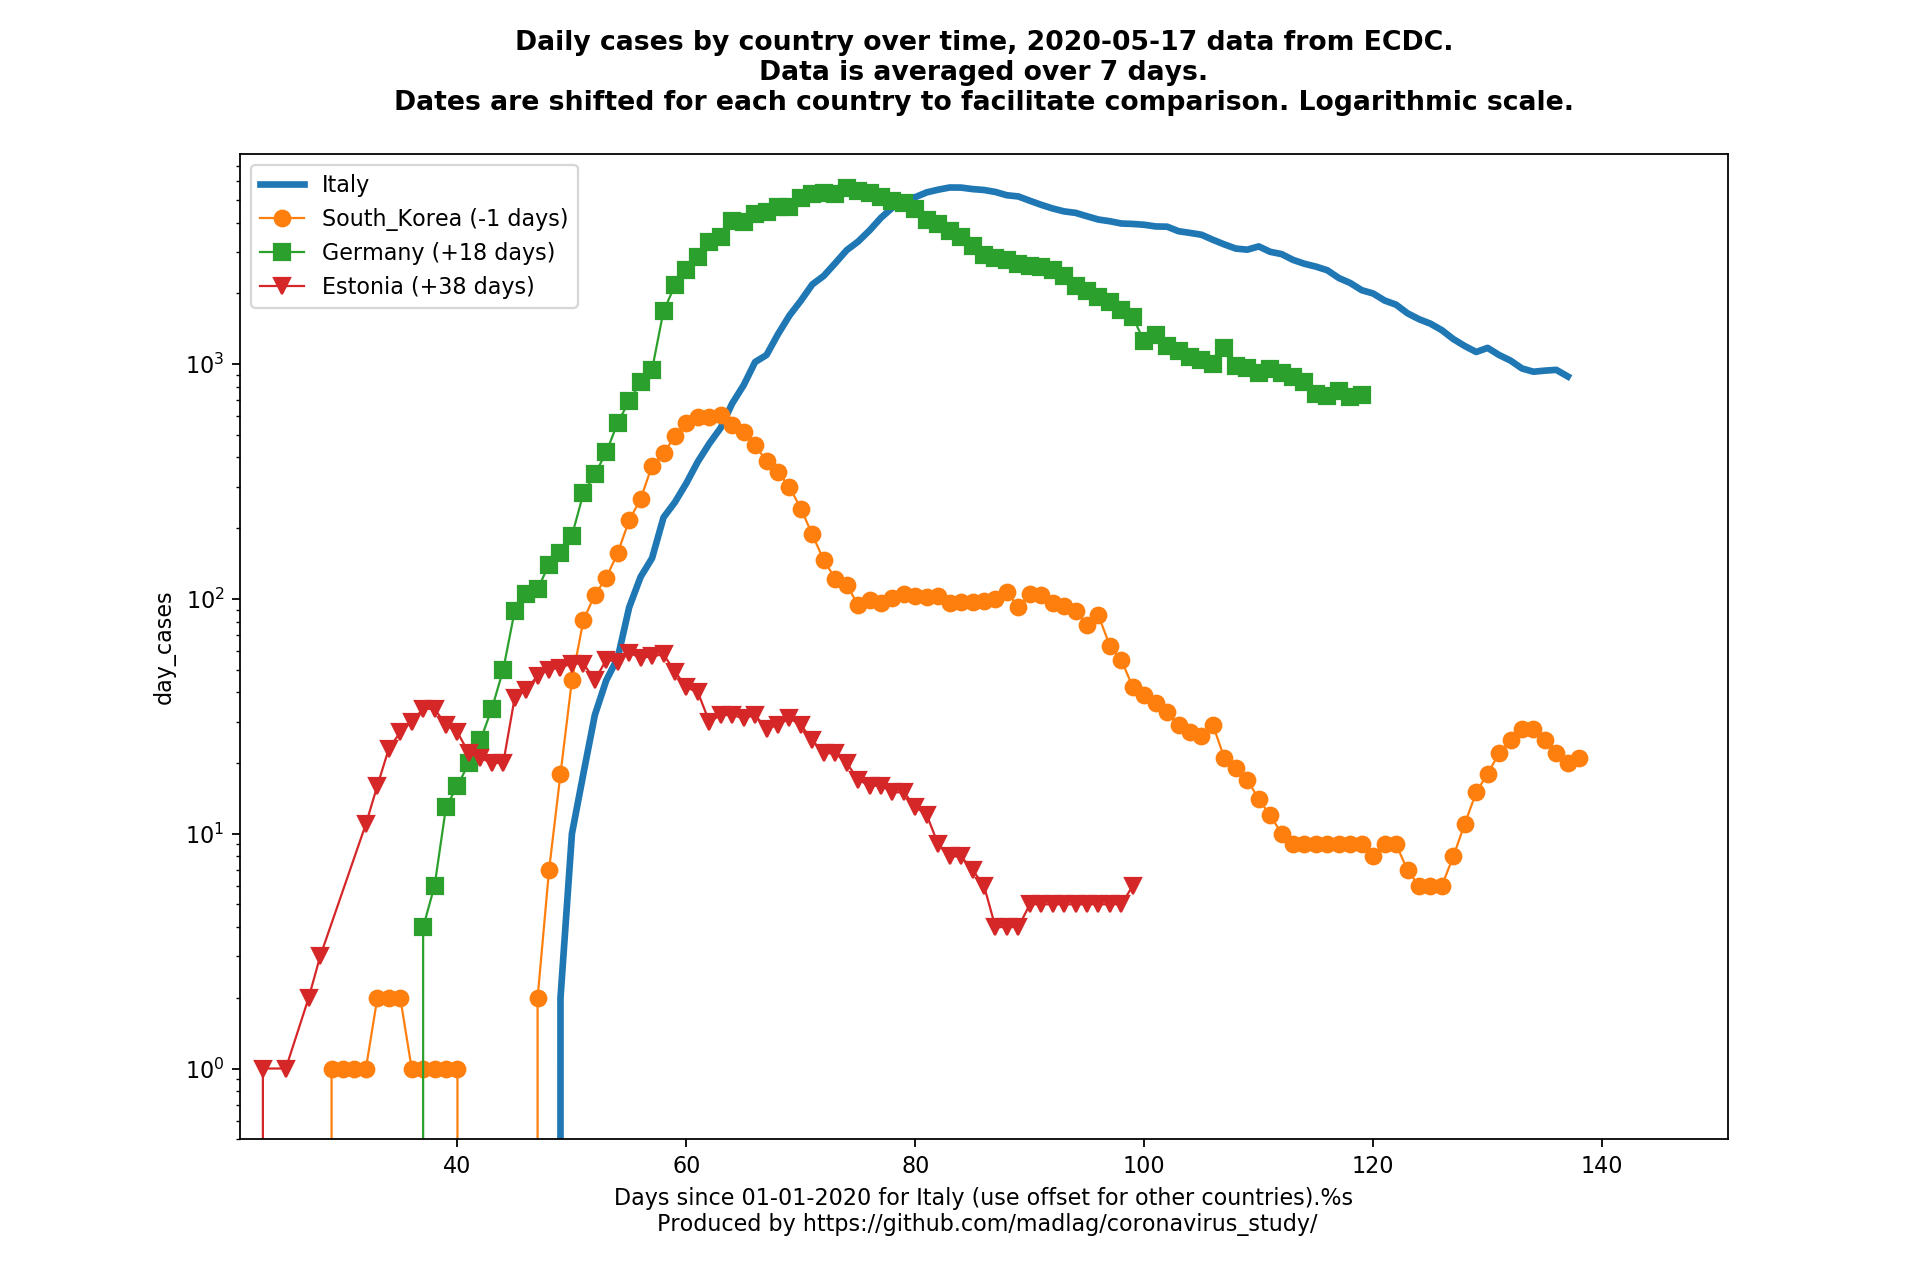 Daily cases by country over time, 2020-05-17 data from ECDC.
Data is averaged over 7 days.
Dates are shifted for each country to facilitate comparison. Logarithmic scale.
Italy
South_Korea (-1 days)
Germany (+18 days)
Estonia (+38 days)
day_cases
10³
10²
10¹
10⁰
40 60 80 100 120 140
Days since 01-01-2020 for Italy (use offset for other countries).%s
Produced by https://github.com/madlag/coronavirus_study/